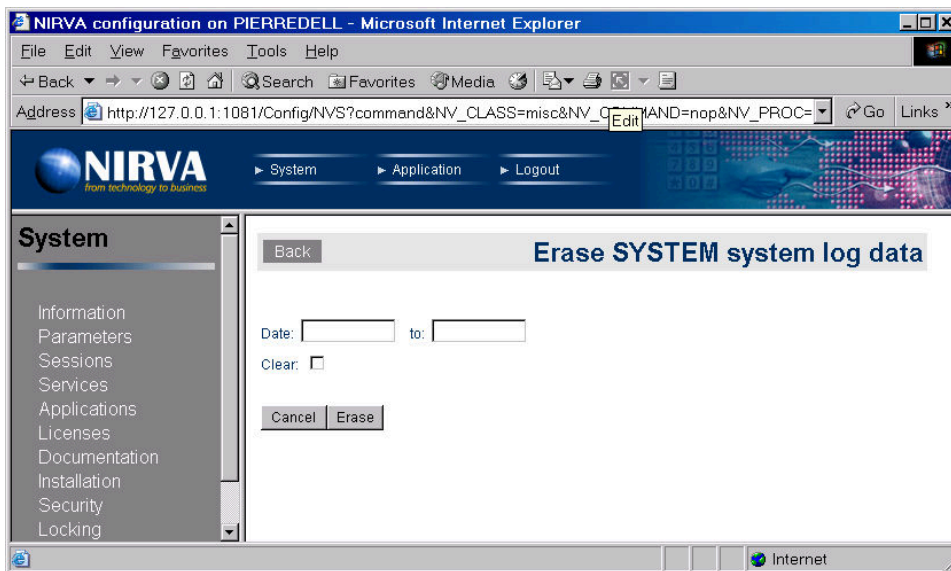 NIRVA configuration on PIERREDELL - Microsoft Internet Explorer
File Edit View Favorites Tools Help
Back Search Favorites Media
Address http://127.0.0.1:1081/Config/NVS?command&NV_CLASS=misc&NV_ MAND=nop&NV_PROC= Go Links
Edit
NIRVA
from technology to business
System Application Logout
System
Back
Erase SYSTEM system log data
Information
Parameters
Sessions
Services
Applications
Licenses
Documentation
Installation
Security
Locking
Date: to:
Clear:
Cancel Erase
Internet